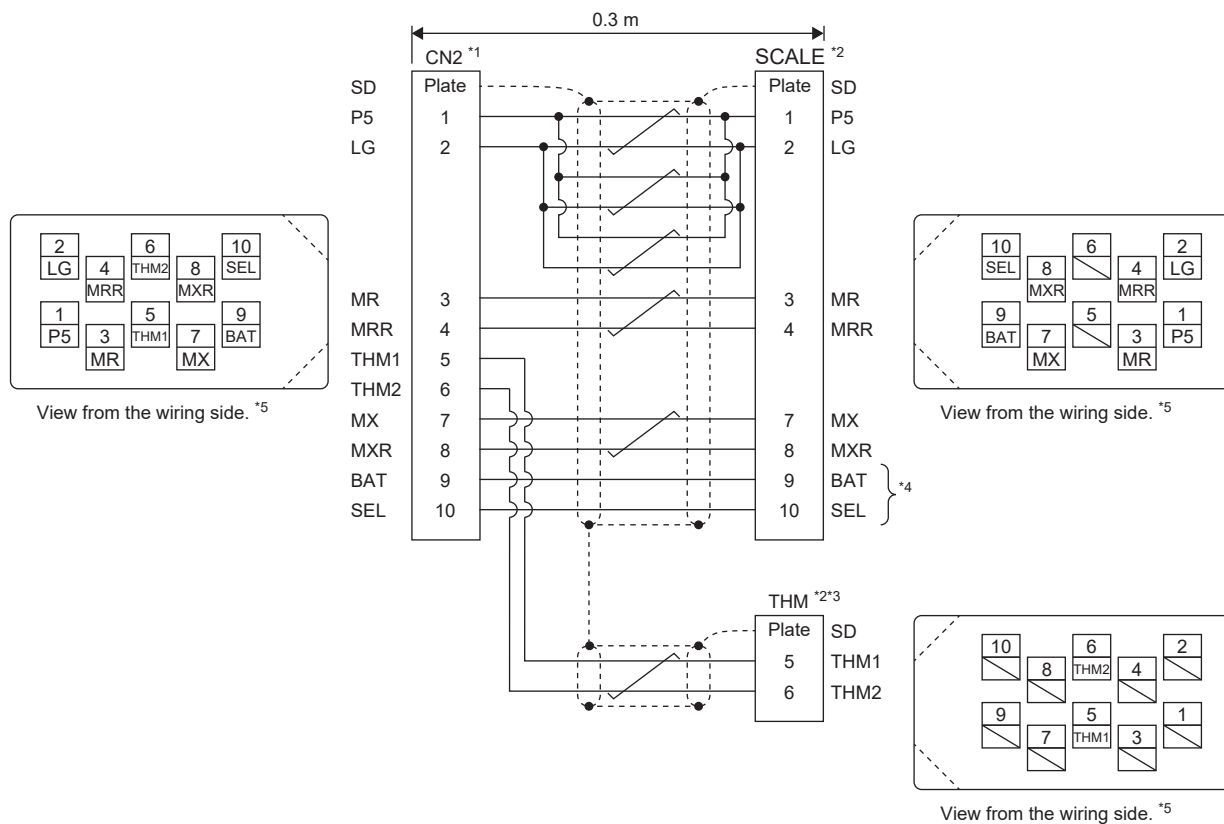 0.3 m
CN2 *1 SCALE *2
SD Plate Plate SD
P5 1 1 P5
LG 2 2 LG
2 6 10
LG 4 THM2 8 SEL
MRR MXR
1 5 9
P5 3 THM1 7 BAT
MR MX
View from the wiring side. *5
10 6 2
SEL 8 4 LG
MXR MRR
9 5 1
BAT 7 3 P5
MX MR
View from the wiring side. *5
MR 3 3 MR
MRR 4 4 MRR
THM1 5
THM2 6
MX 7 7 MX
MXR 8 8 MXR
BAT 9 9 BAT
*4
SEL 10 10 SEL
THM *2*3
Plate SD
5 THM1
6 THM2
10 6 2
8 THM2 4
9 5 1
7 THM1 3
View from the wiring side. *5